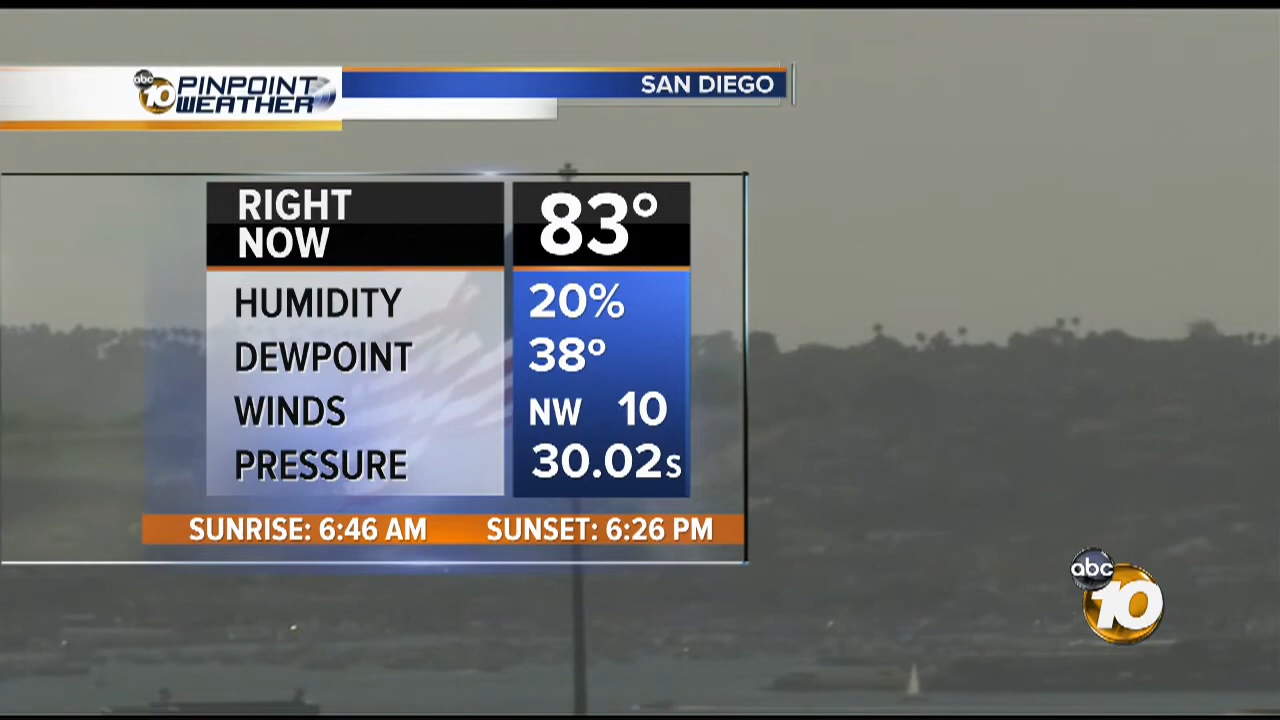 abc 10 PINPOINT WEATHER
SAN DIEGO
RIGHT NOW 83°
HUMIDITY 20%
DEWPOINT 38°
WINDS NW 10
PRESSURE 30.02S
SUNRISE: 6:46 AM SUNSET: 6:26 PM
abc 10